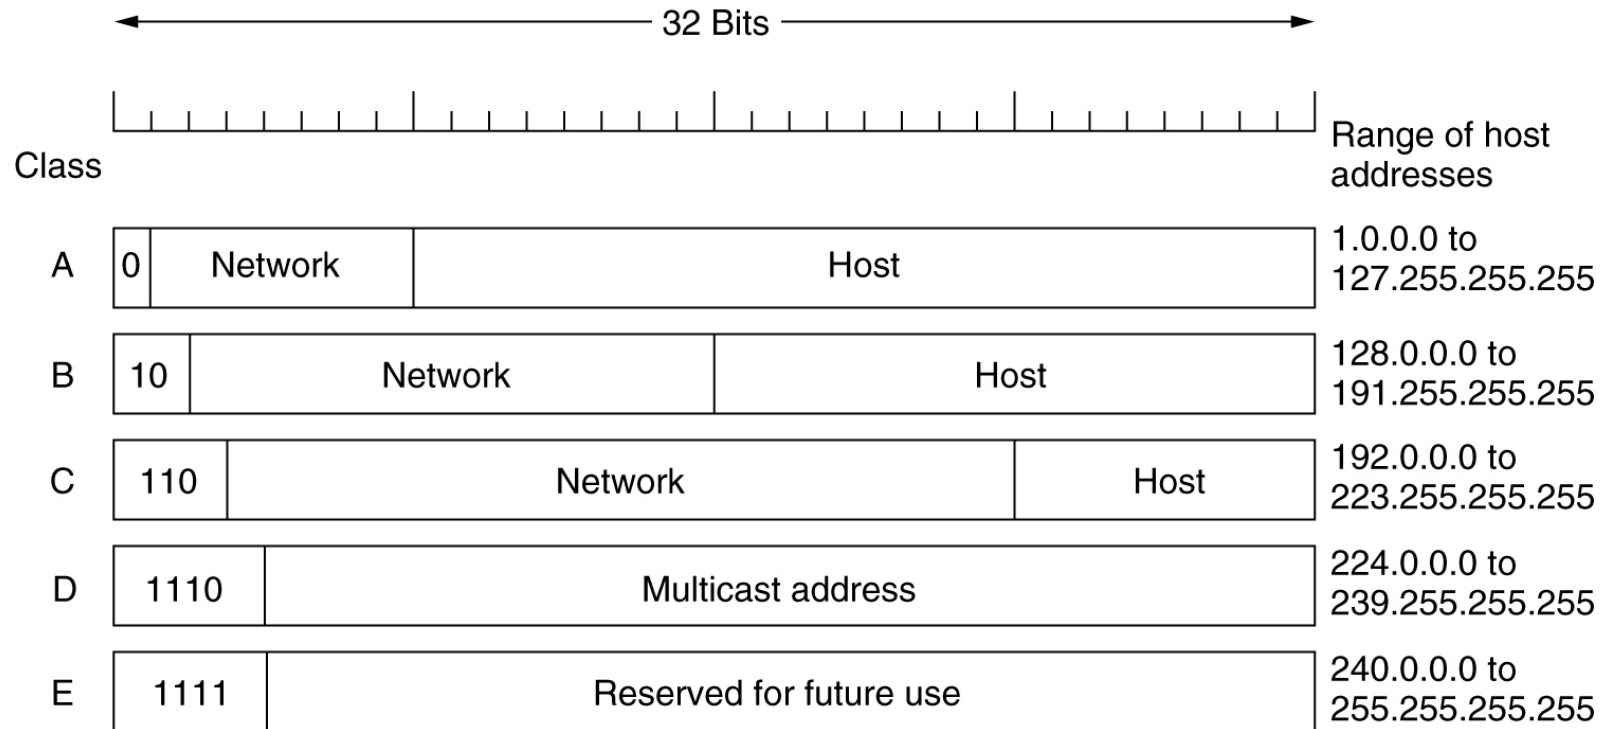 32 Bits
Range of host
addresses
Class
A 0 Network Host 1.0.0.0 to
127.255.255.255
B 10 Network Host 128.0.0.0 to
191.255.255.255
C 110 Network Host 192.0.0.0 to
223.255.255.255
D 1110 Multicast address 224.0.0.0 to
239.255.255.255
E 1111 Reserved for future use 240.0.0.0 to
255.255.255.255